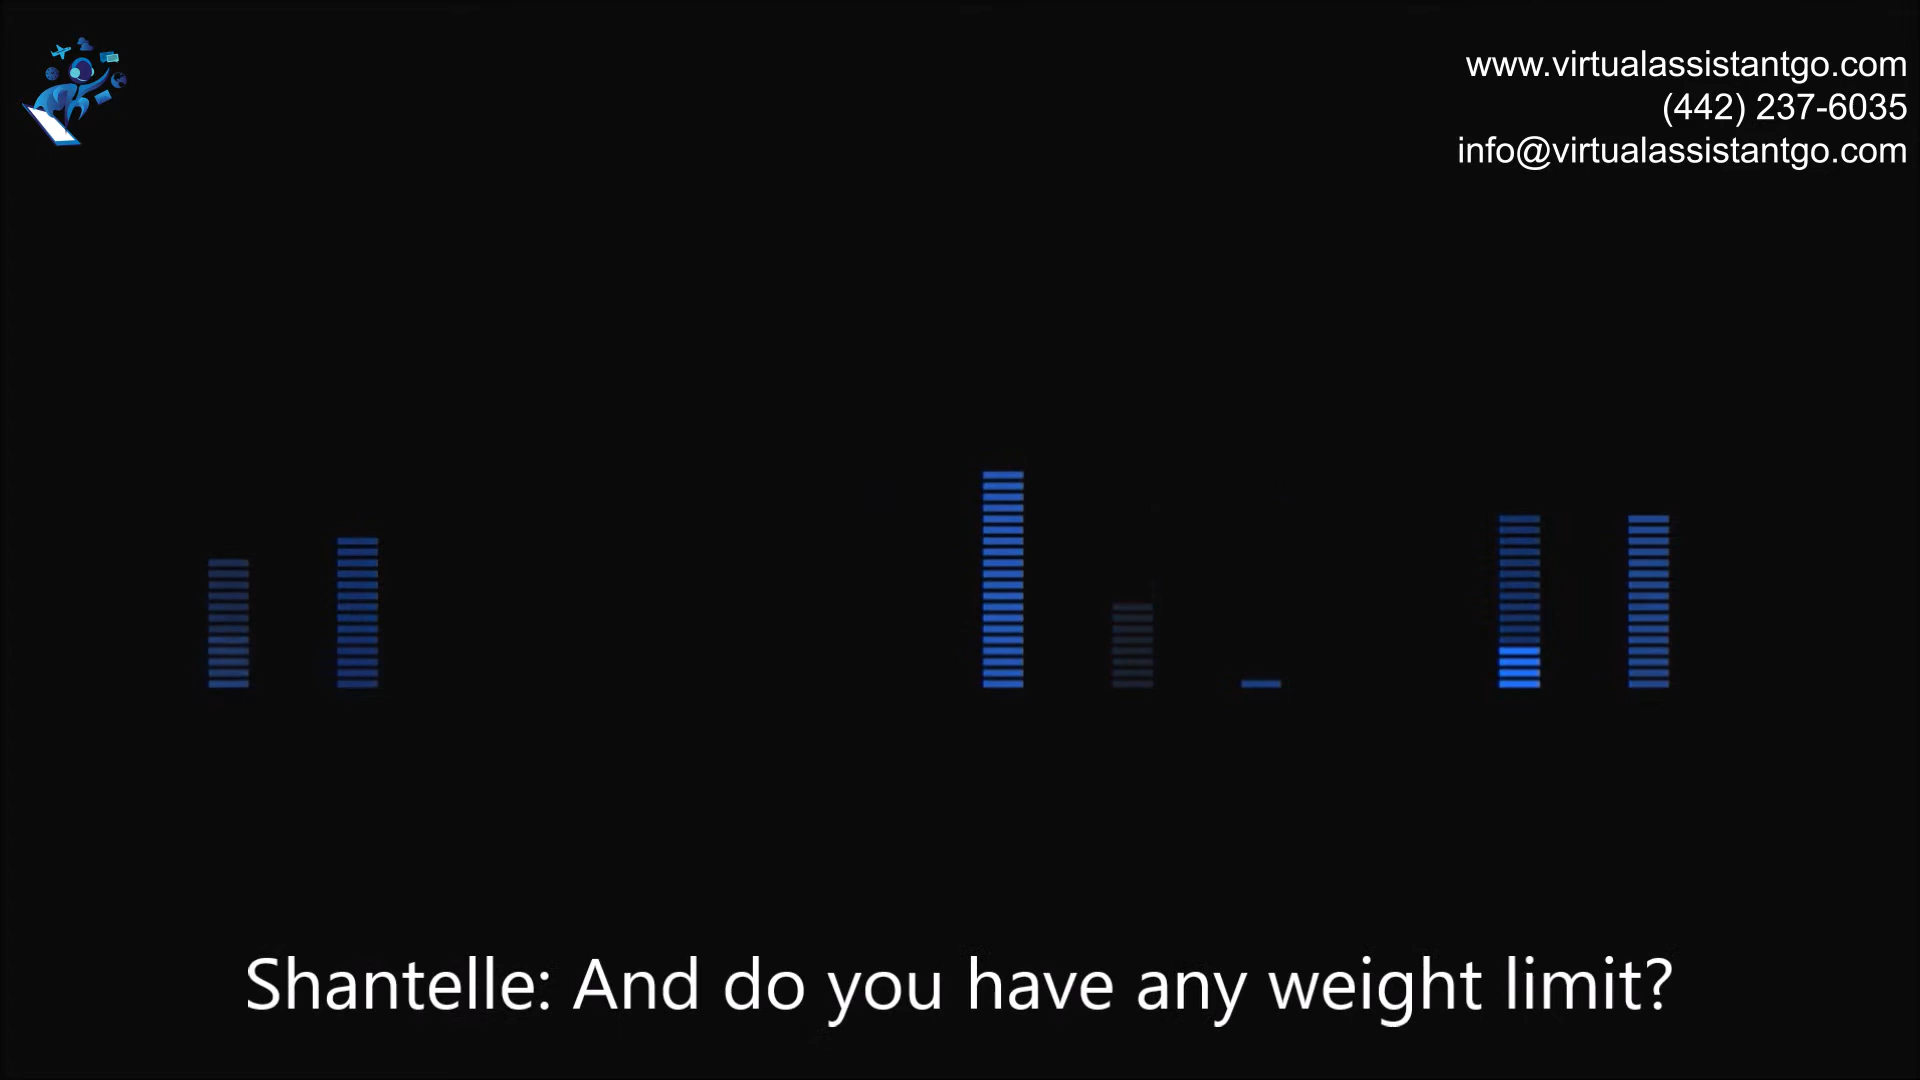 www.virtualassistantgo.com
(442) 237-6035
info@virtualassistantgo.com
Shantelle: And do you have any weight limit?